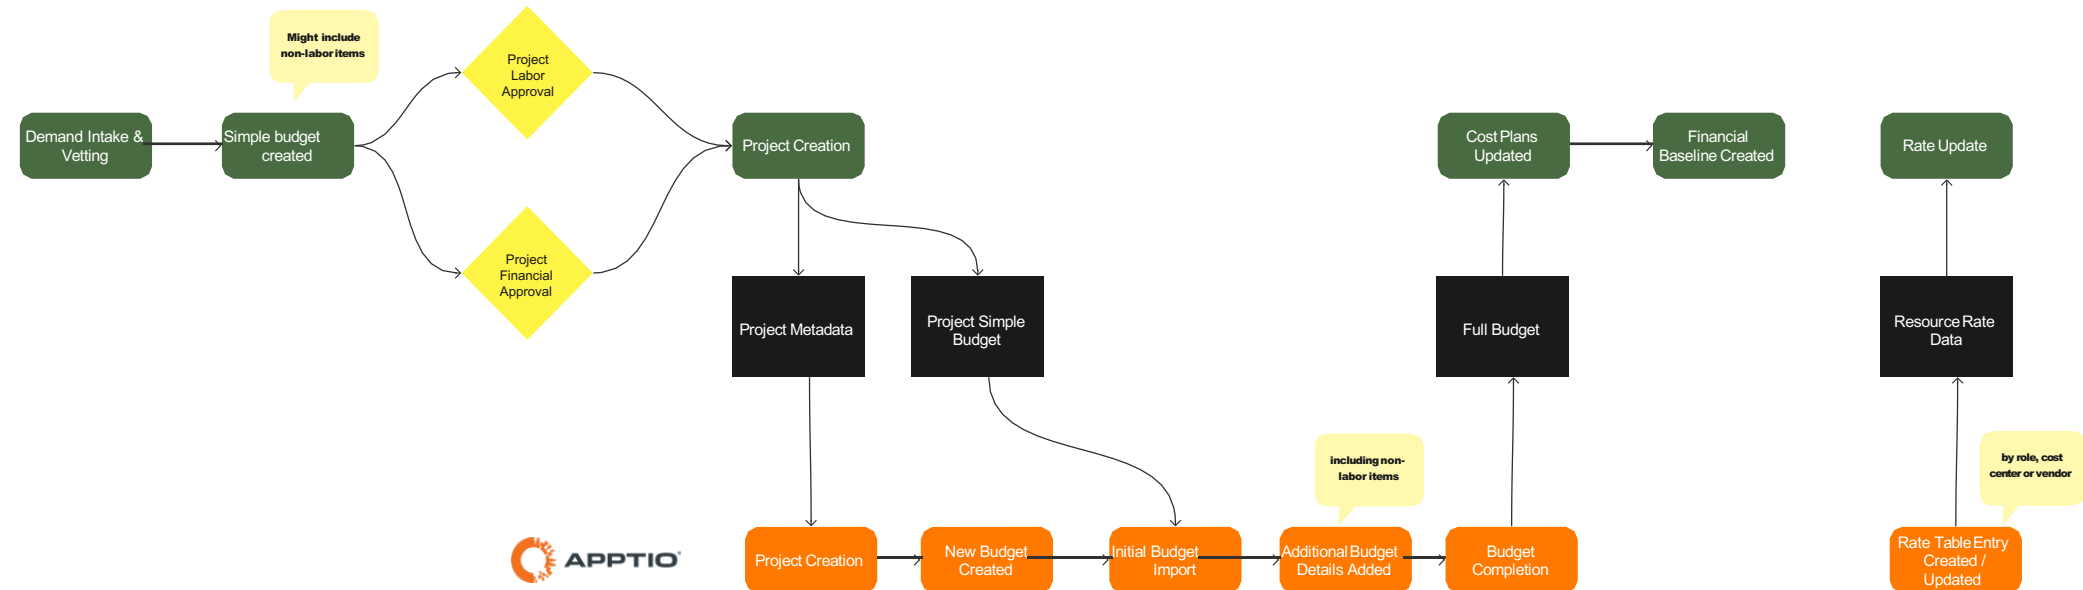 Might include
non-labor items
Project
Labor
Approval
Demand Intake &
Vetting
Simple budget
created
Project Creation
Cost Plans
Updated
Financial
Baseline Created
Rate Update
Project
Financial
Approval
Project Metadata
Project Simple
Budget
Full Budget
Resource Rate
Data
including non-
labor items
by role, cost
center or vendor
APPTIO
Project Creation
New Budget
Created
Initial Budget
Import
Additional Budget
Details Added
Budget
Completion
Rate Table Entry
Created /
Updated